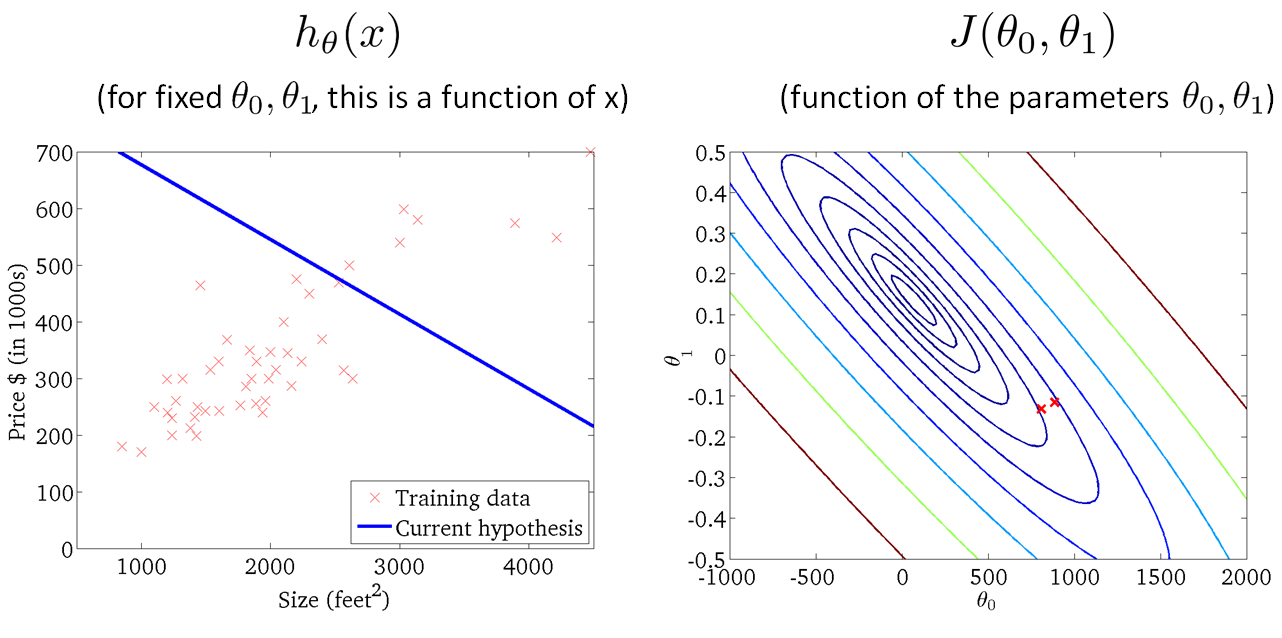 hθ(x)
(for fixed θ0, θ1, this is a function of x)
700
600
500
400
300
200
100
0
Price $ (in 1000s)
1000 2000 3000 4000
Size (feet2)
Training data
Current hypothesis
J(θ0, θ1)
(function of the parameters θ0, θ1)
0.5
0.4
0.3
0.2
0.1
0
-0.1
-0.2
-0.3
-0.4
-0.5
θ1
-1000 -500 0 500 1000 1500 2000
θ0